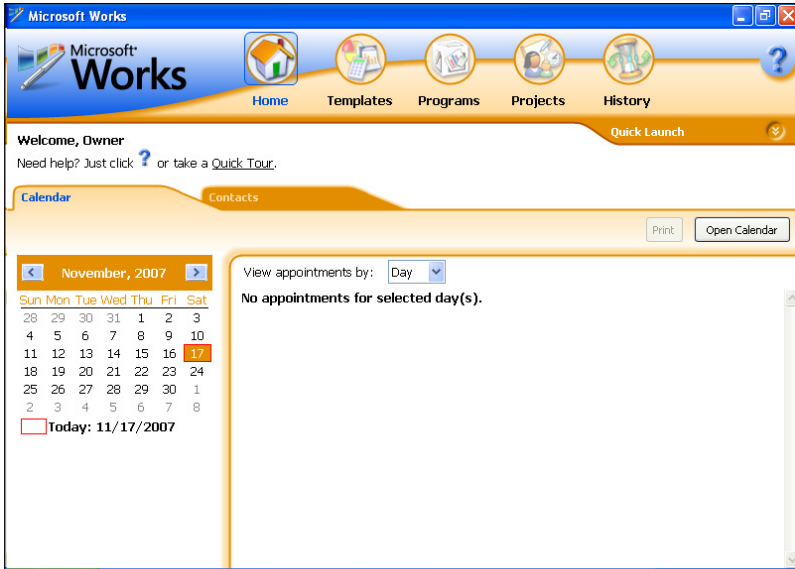 Microsoft Works
Microsoft
Works
Home Templates Programs Projects History
?
Quick Launch
Welcome, Owner
Need help? Just click ? or take a Quick Tour.
Calendar Contacts
Print Open Calendar
November, 2007
Sun Mon Tue Wed Thu Fri Sat
28 29 30 31 1 2 3
4 5 6 7 8 9 10
11 12 13 14 15 16 17
18 19 20 21 22 23 24
25 26 27 28 29 30 1
2 3 4 5 6 7 8
Today: 11/17/2007
View appointments by: Day
No appointments for selected day(s).